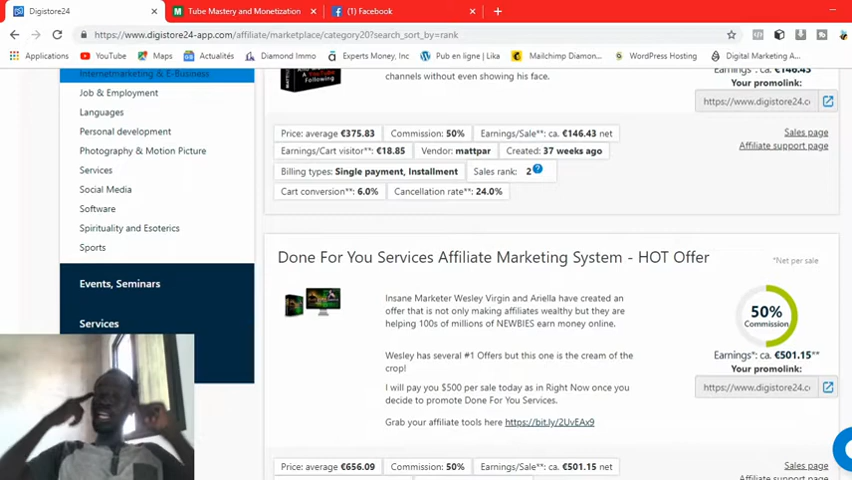 Digistore24
Tube Mastery and Monetization
(1) Facebook
https://www.digistore24-app.com/affiliate/marketplace/category20?search_sort_by=rank
Applications
YouTube
Maps
Actualités
Diamond Immo
Experts Money, Inc
Pub en ligne | Lika
Mailchimp Diamon...
WordPress Hosting
Digital Marketing A...
Internetmarketing & E-Business
Job & Employment
Languages
Personal development
Photography & Motion Picture
Services
Social Media
Software
Spirituality and Esoterics
Sports
Events, Seminars
Services
channels without even showing his face.
Earnings*: ca. €146.43**
Your promolink:
https://www.digistore24.c
Price: average €375.83
Commission: 50%
Earnings/Sale**: ca. €146.43 net
Sales page
Earnings/Cart visitor**: €18.85
Vendor: mattpar
Created: 37 weeks ago
Affiliate support page
Billing types: Single payment, Installment
Sales rank: 2
Cart conversion**: 6.0%
Cancellation rate**: 24.0%
Done For You Services Affiliate Marketing System - HOT Offer
*Net per sale
Insane Marketer Wesley Virgin and Ariella have created an
offer that is not only making affiliates wealthy but they are
helping 100s of millions of NEWBIES earn money online.
50%
Commission
Wesley has several #1 Offers but this one is the cream of the
crop!
Earnings*: ca. €501.15**
Your promolink:
I will pay you $500 per sale today as in Right Now once you
decide to promote Done For You Services.
https://www.digistore24.c
Grab your affiliate tools here https://bit.ly/2UvEAx9
Price: average €656.09
Commission: 50%
Earnings/Sale**: ca. €501.15 net
Sales page
Affiliate support page